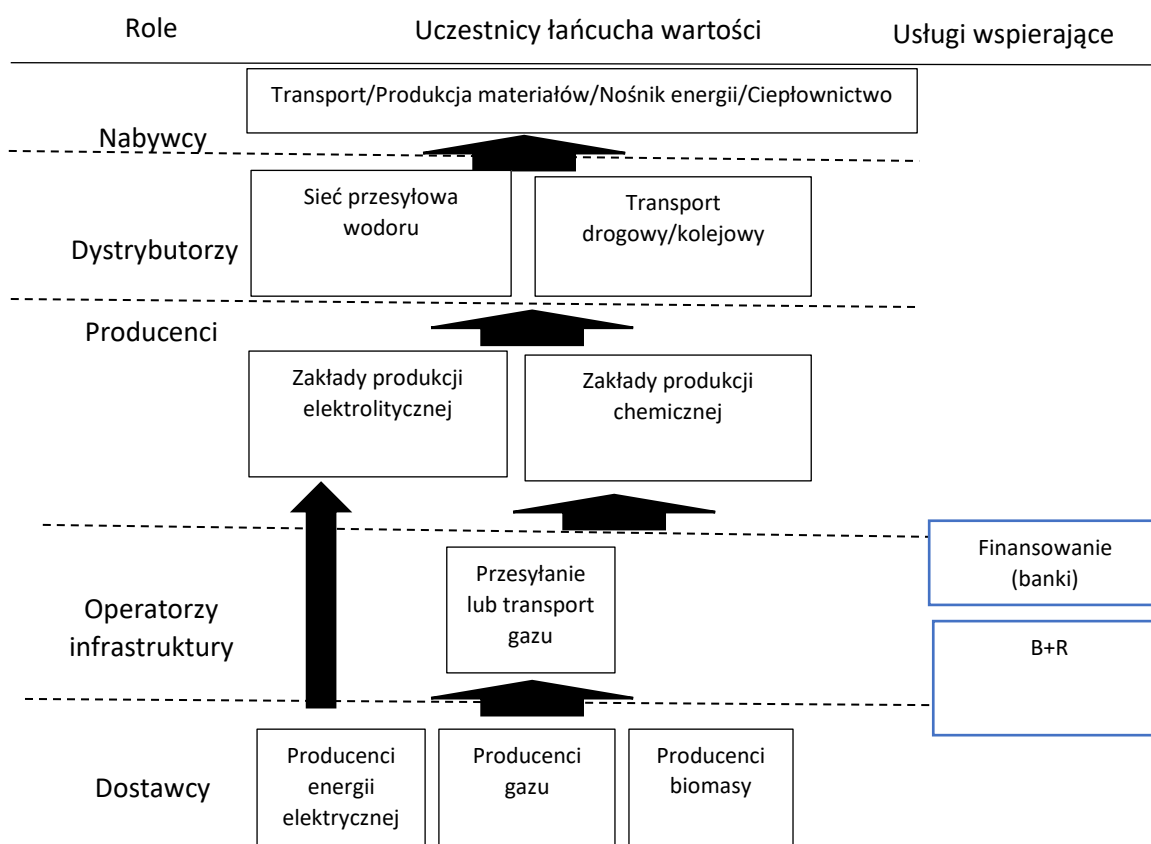 Role
Uczestnicy łańcucha wartości
Usługi wspierające
Transport/Produkcja materiałów/Nośnik energii/Ciepłownictwo
Nabywcy
Sieć przesyłowa
wodoru
Transport
drogowy/kolejowy
Dystrybutorzy
Producenci
Zakłady produkcji
elektrolitycznej
Zakłady produkcji
chemicznej
Finansowanie
(banki)
Przesyłanie
lub transport
gazu
Operatorzy
infrastruktury
B+R
Producenci
energii
elektrycznej
Producenci
gazu
Producenci
biomasy
Dostawcy